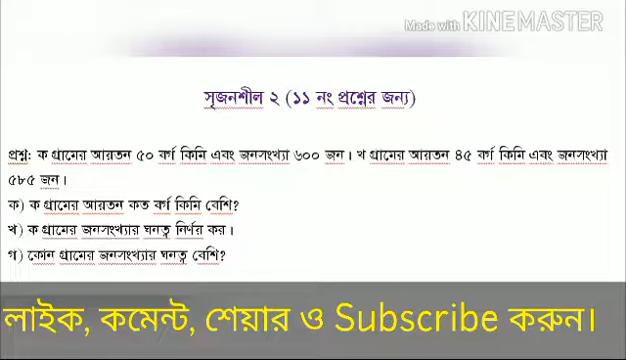 Made with KINEMASTER
সৃজনশীল ২ (১১ নং প্রশ্নের জন্য)
প্রশ্ন: ক গ্রামের আয়তন ৫০ বর্গ কিমি এবং জনসংখ্যা ৬০০ জন। খ গ্রামের আয়তন ৪৫ বর্গ কিমি এবং জনসংখ্যা
৫৮৫ জন।
ক) ক গ্রামের আয়তন কত বর্গ কিমি বেশি?
খ) ক গ্রামের জনসংখ্যার ঘনত্ব নির্ণয় কর।
গ) কোন গ্রামের জনসংখ্যার ঘনত্ব বেশি?
লাইক, কমেন্ট, শেয়ার ও Subscribe করুন।